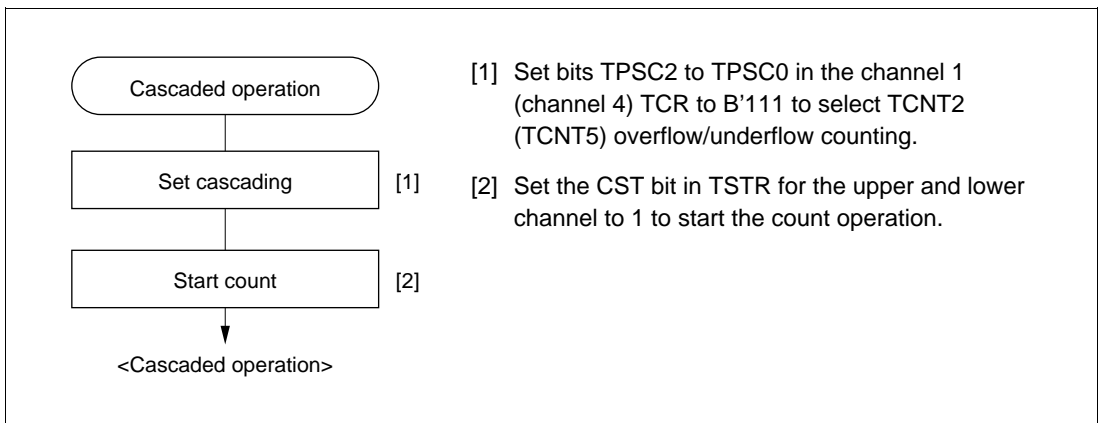 Cascaded operation
Set cascading [1]
Start count [2]
<Cascaded operation>
[1] Set bits TPSC2 to TPSC0 in the channel 1
(channel 4) TCR to B'111 to select TCNT2
(TCNT5) overflow/underflow counting.
[2] Set the CST bit in TSTR for the upper and lower
channel to 1 to start the count operation.